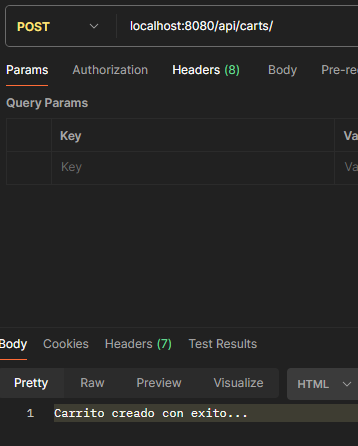 POST localhost:8080/api/carts/
Params Authorization Headers (8) Body Pre-re
Query Params
Key Va
Key Va
Body Cookies Headers (7) Test Results
Pretty Raw Preview Visualize HTML
1 Carrito creado con exito...